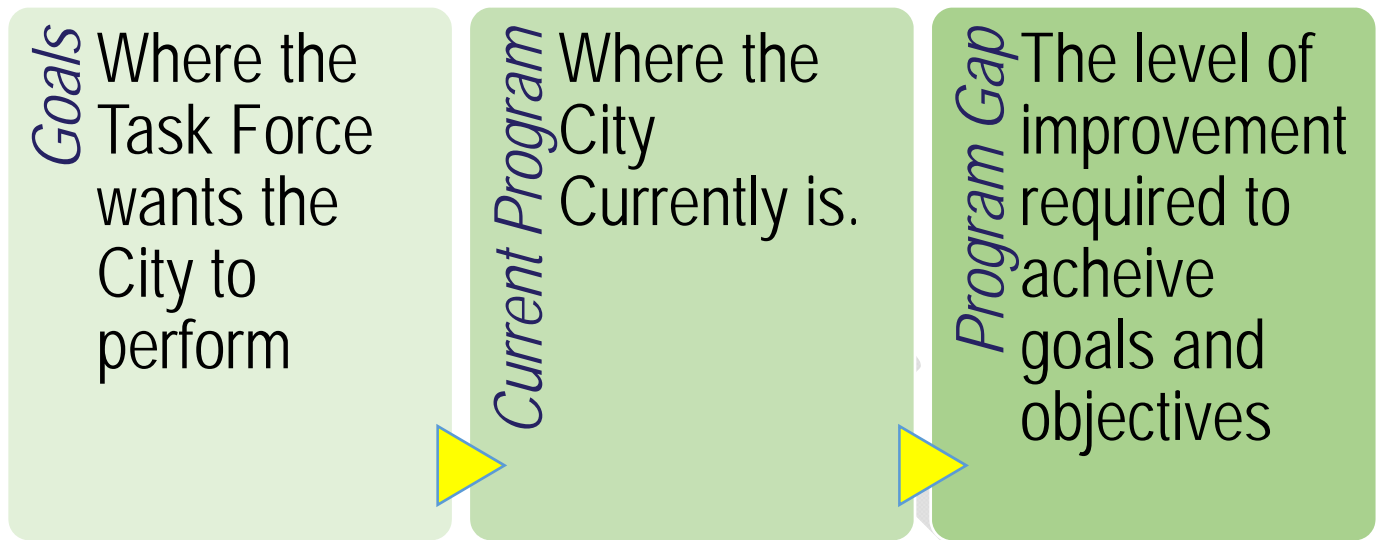 Goals
Where the
Task Force
wants the
City to
perform
Current Program
Where the
City
Currently is.
Program Gap
The level of
improvement
required to
acheive
goals and
objectives